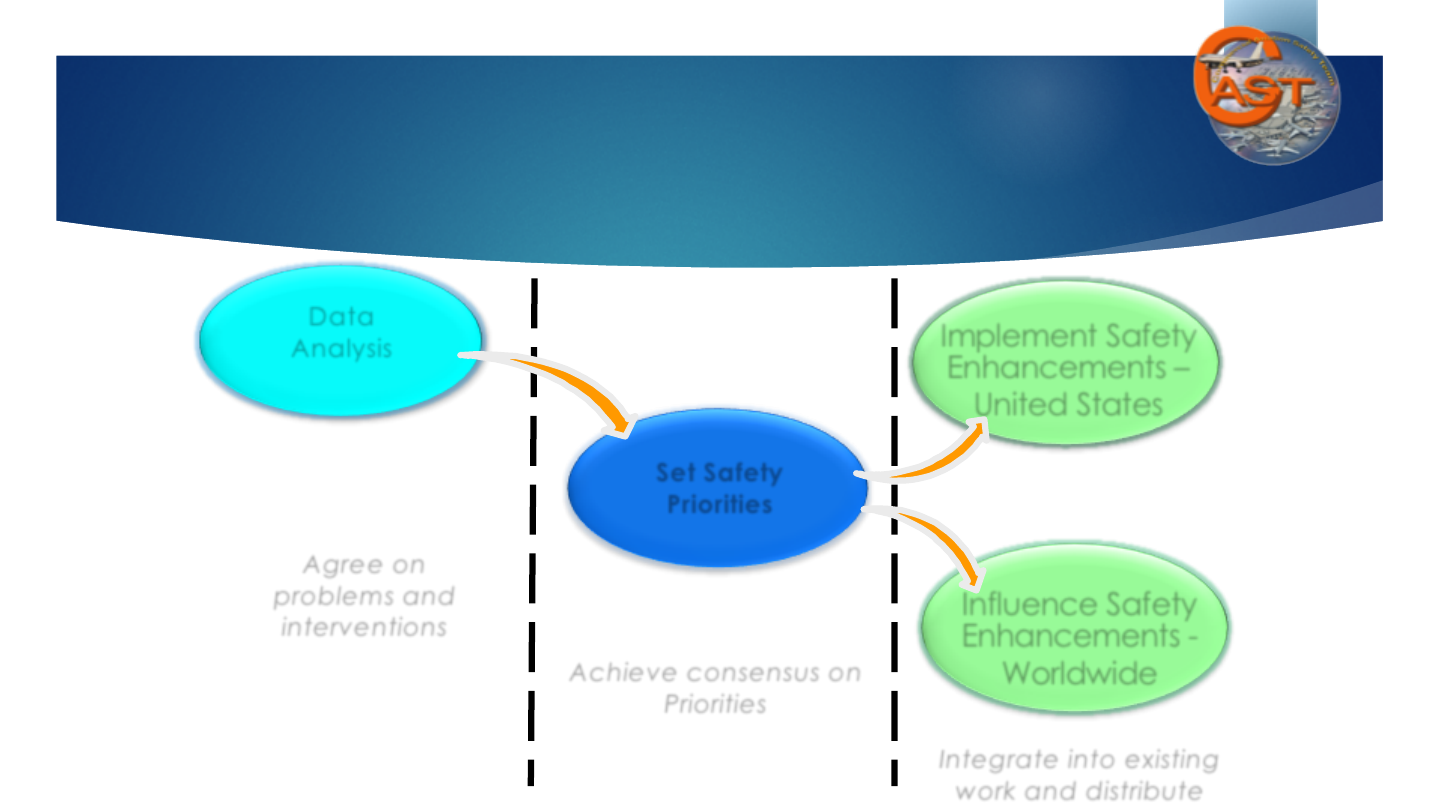 CAST
Data
Analysis
Agree on
problems and
interventions
Set Safety
Priorities
Achieve consensus on
Priorities
Implement Safety
Enhancements –
United States
Influence Safety
Enhancements -
Worldwide
Integrate into existing
work and distribute